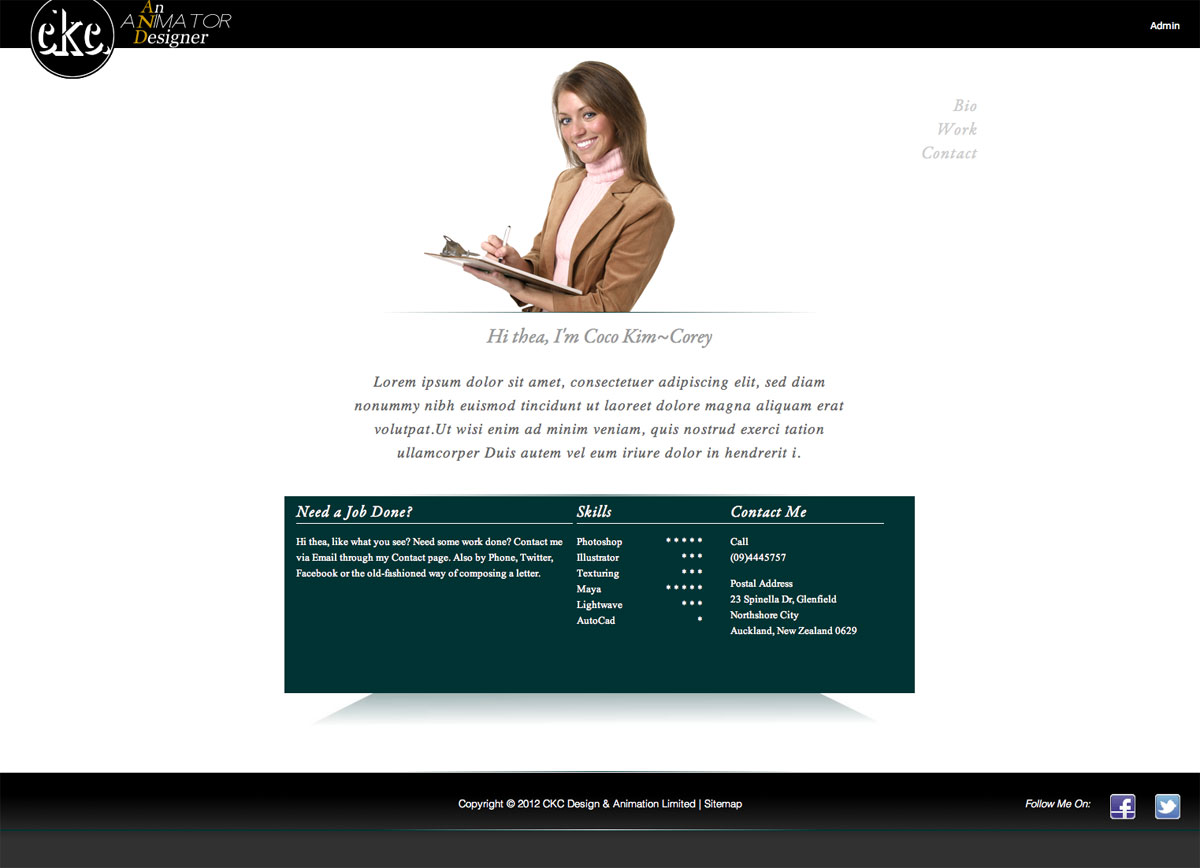 ckc
An
ANIMATOR
Designer
Admin
Bio
Work
Contact
Hi thea, I'm Coco Kim~Corey
Lorem ipsum dolor sit amet, consectetuer adipiscing elit, sed diam
nonummy nibh euismod tincidunt ut laoreet dolore magna aliquam erat
volutpat.Ut wisi enim ad minim veniam, quis nostrud exerci tation
ullamcorper Duis autem vel eum iriure dolor in hendrerit i.
Need a Job Done?
Hi thea, like what you see? Need some work done? Contact me
via Email through my Contact page. Also by Phone, Twitter,
Facebook or the old-fashioned way of composing a letter.
Skills
Photoshop * * * * *
Illustrator * * *
Texturing * * *
Maya * * * * *
Lightwave * * *
AutoCad *
Contact Me
Call
(09)4445757
Postal Address
23 Spinella Dr, Glenfield
Northshore City
Auckland, New Zealand 0629
Copyright © 2012 CKC Design & Animation Limited | Sitemap
Follow Me On:
f